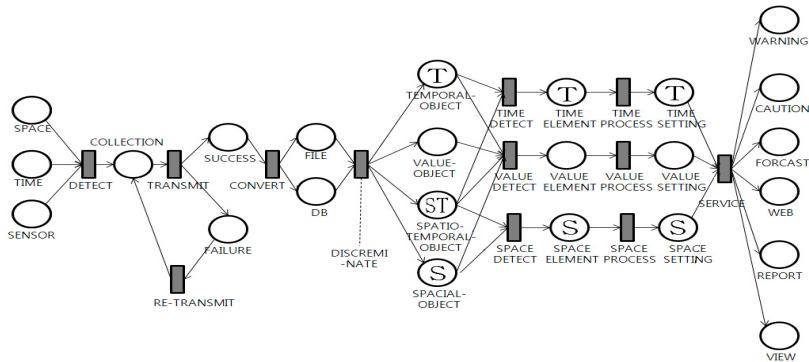 SPACE
TIME
SENSOR
DETECT
COLLECTION
TRANSMIT
SUCCESS
FAILURE
RE-TRANSMIT
CONVERT
FILE
DB
DISCREMI
-NATE
T
TEMPORAL-
OBJECT
VALUE-
OBJECT
ST
SPATIO-
TEMPORAL-
OBJECT
S
SPACIAL-
OBJECT
TIME
DETECT
T
TIME
ELEMENT
TIME
PROCESS
T
TIME
SETTING
VALUE
DETECT
VALUE
ELEMENT
VALUE
PROCESS
VALUE
SETTING
SPACE
DETECT
S
SPACE
ELEMENT
SPACE
PROCESS
S
SPACE
SETTING
SERVICE
WARNING
CAUTION
FORCAST
WEB
REPORT
VIEW